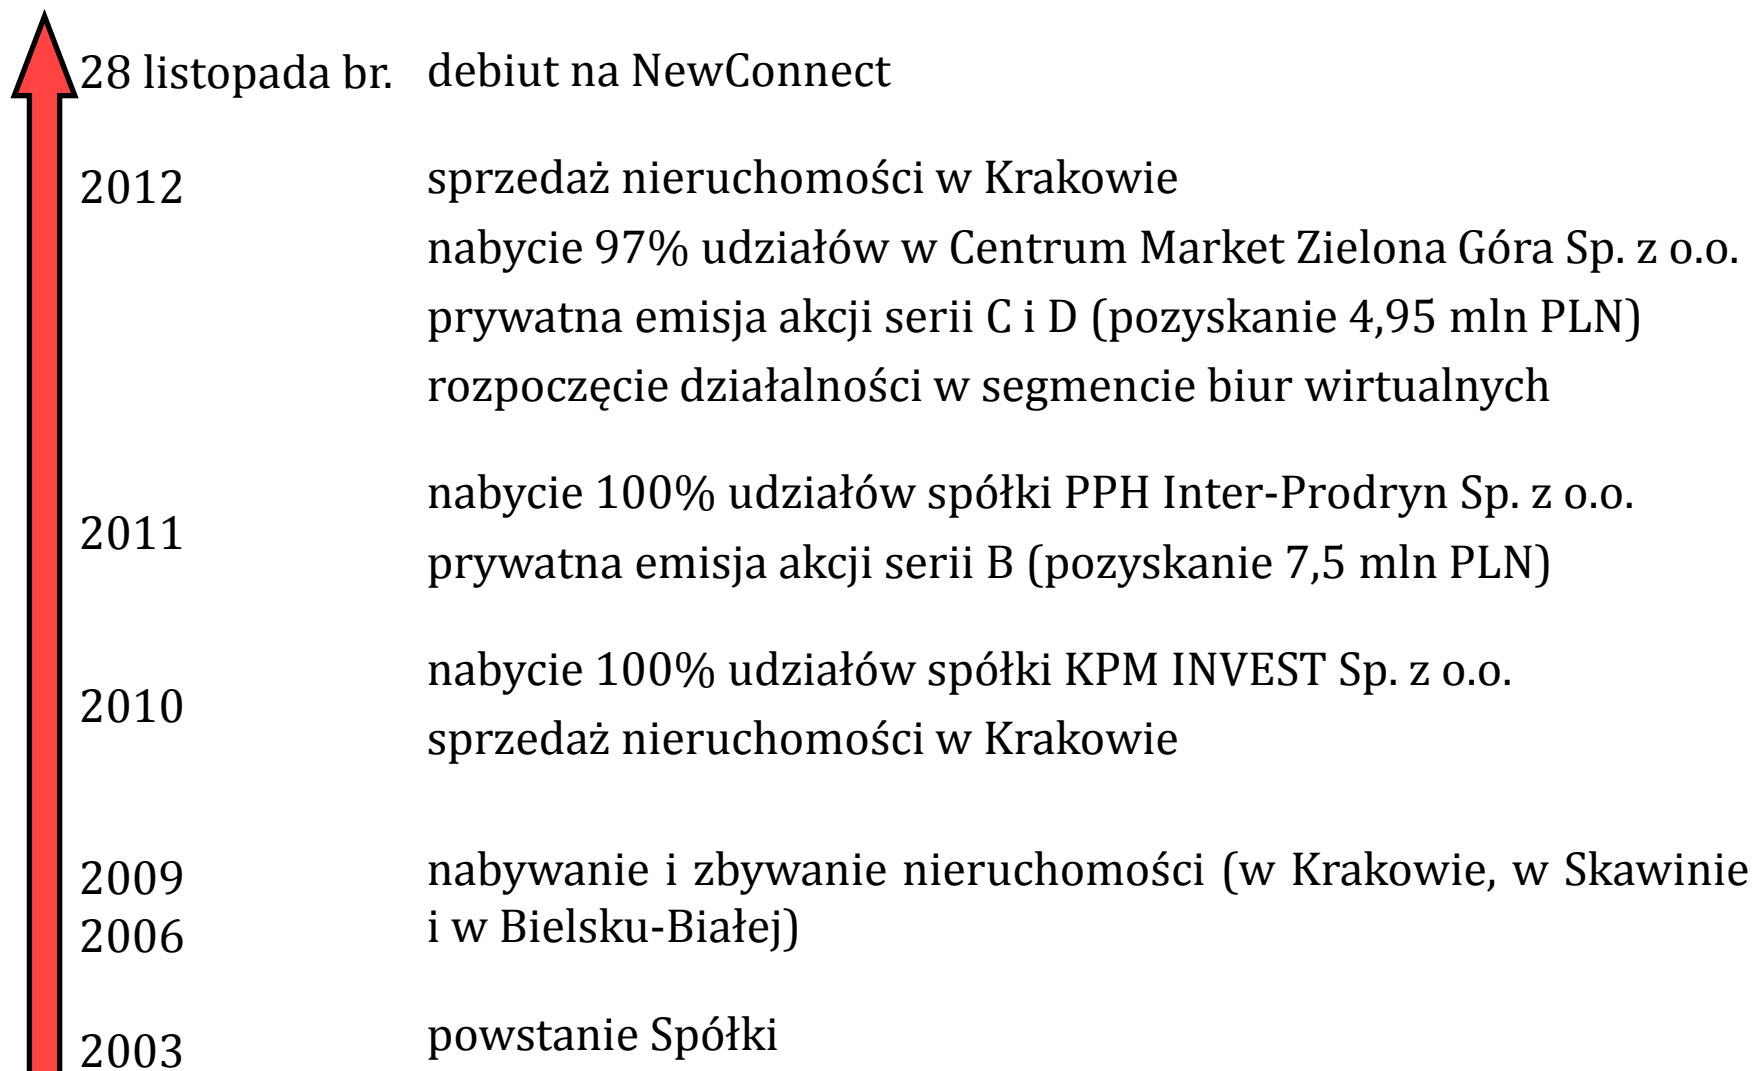 28 listopada br. debiut na NewConnect
2012 sprzedaż nieruchomości w Krakowie
nabycie 97% udziałów w Centrum Market Zielona Góra Sp. z o.o.
prywatna emisja akcji serii C i D (pozyskanie 4,95 mln PLN)
rozpoczęcie działalności w segmencie biur wirtualnych
2011 nabycie 100% udziałów spółki PPH Inter-Prodryn Sp. z o.o.
prywatna emisja akcji serii B (pozyskanie 7,5 mln PLN)
2010 nabycie 100% udziałów spółki KPM INVEST Sp. z o.o.
sprzedaż nieruchomości w Krakowie
2009 nabywanie i zbywanie nieruchomości (w Krakowie, w Skawinie
2006 i w Bielsku-Białej)
2003 powstanie Spółki